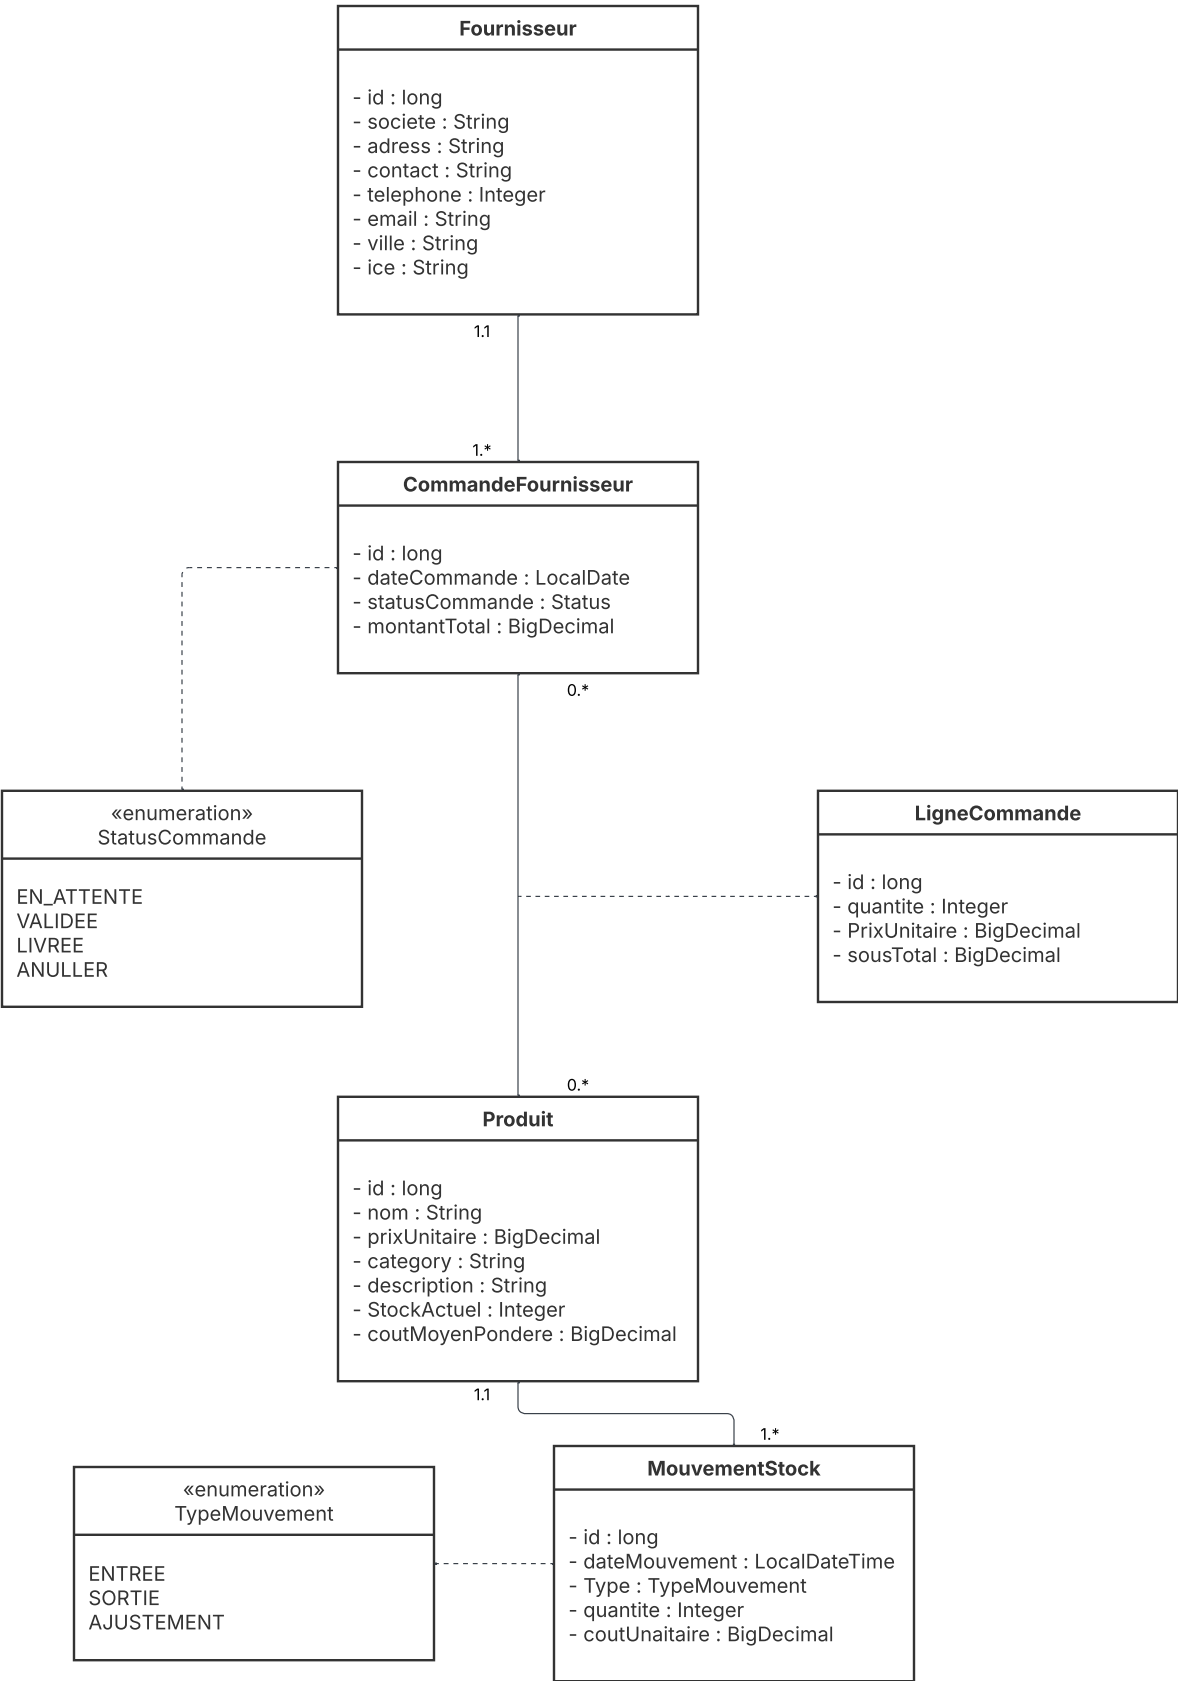 Fournisseur
- id : long
- societe : String
- adress : String
- contact : String
- telephone : Integer
- email : String
- ville : String
- ice : String
1.1
1.*
CommandeFournisseur
- id : long
- dateCommande : LocalDate
- statusCommande : Status
- montantTotal : BigDecimal
0.*
«enumeration»
StatusCommande
EN_ATTENTE
VALIDEE
LIVREE
ANULLER
LigneCommande
- id : long
- quantite : Integer
- PrixUnitaire : BigDecimal
- sousTotal : BigDecimal
0.*
Produit
- id : long
- nom : String
- prixUnitaire : BigDecimal
- category : String
- description : String
- StockActuel : Integer
- coutMoyenPondere : BigDecimal
1.1
1.*
«enumeration»
TypeMouvement
ENTREE
SORTIE
AJUSTEMENT
MouvementStock
- id : long
- dateMouvement : LocalDateTime
- Type : TypeMouvement
- quantite : Integer
- coutUnaitaire : BigDecimal